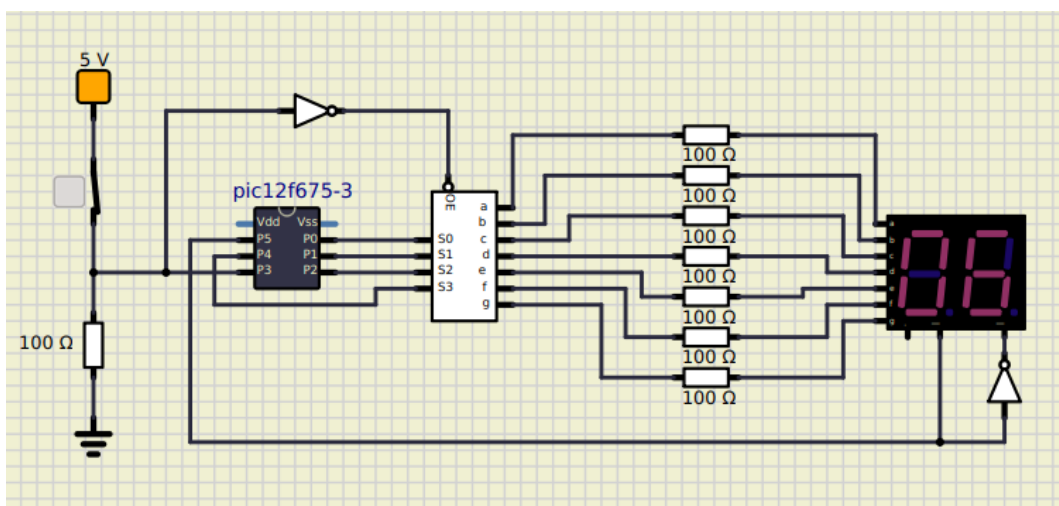 5 V
pic12f675-3
Vdd Vss
P5 P0
P4 P1
P3 P2
100 Ω
OE
S0
S1
S2
S3
a
b
c
d
e
f
g
100 Ω
100 Ω
100 Ω
100 Ω
100 Ω
100 Ω
100 Ω
a
b
c
d
e
f
g